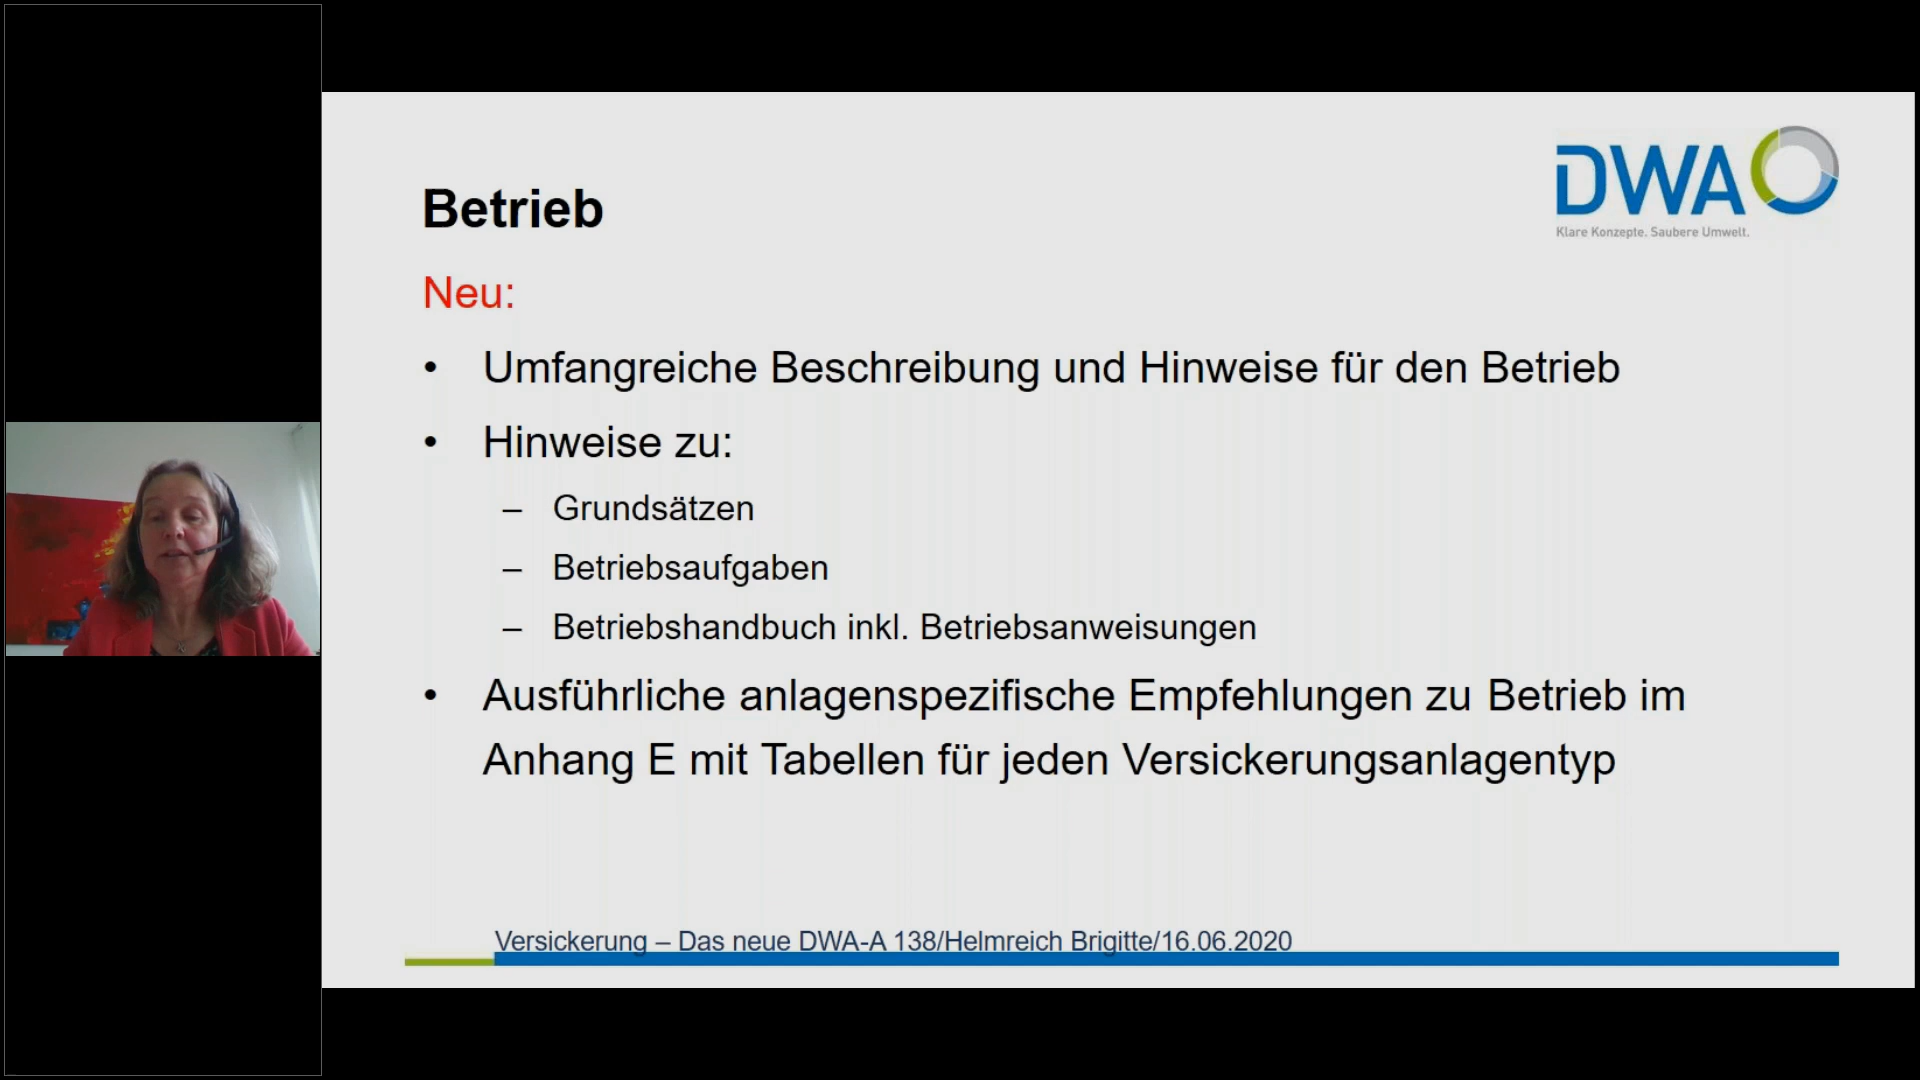 DWA
Klare Konzepte. Saubere Umwelt.
Betrieb
Neu:
• Umfangreiche Beschreibung und Hinweise für den Betrieb
• Hinweise zu:
– Grundsätzen
– Betriebsaufgaben
– Betriebshandbuch inkl. Betriebsanweisungen
• Ausführliche anlagenspezifische Empfehlungen zu Betrieb im
Anhang E mit Tabellen für jeden Versickerungsanlagentyp
Versickerung – Das neue DWA-A 138/Helmreich Brigitte/16.06.2020